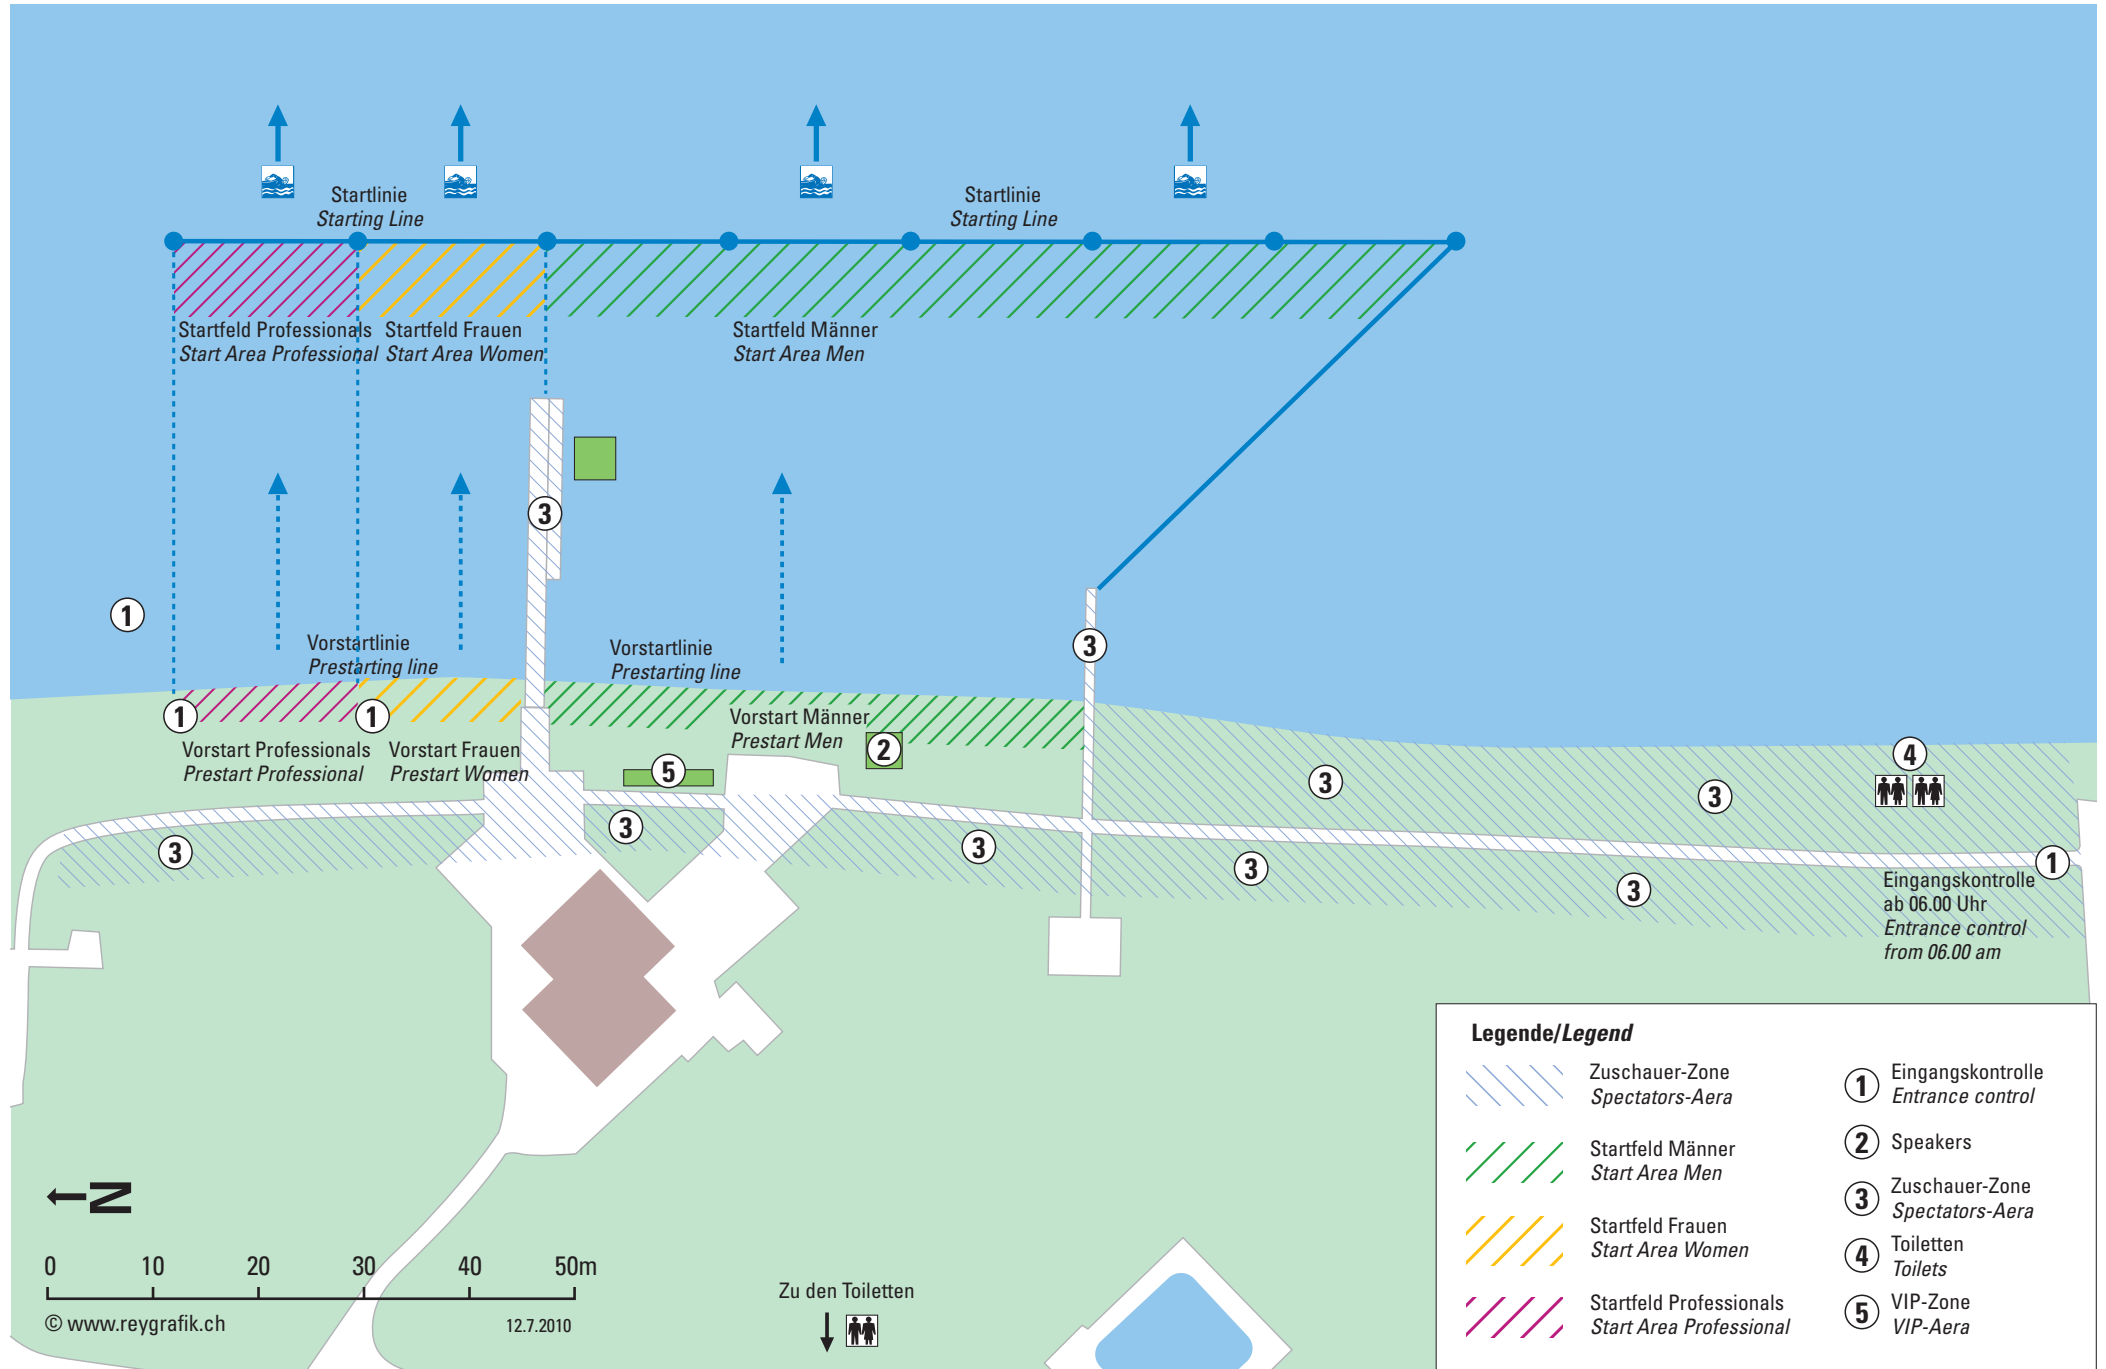 Startlinie
Starting Line
Startlinie
Starting Line
Startfeld Professionals
Start Area Professional
Startfeld Frauen
Start Area Women
Startfeld Männer
Start Area Men
3
1
3
Vorstartlinie
Prestarting line
Vorstartlinie
Prestarting line
1
1
Vorstart Professionals
Prestart Professional
Vorstart Frauen
Prestart Women
Vorstart Männer
Prestart Men
2
5
4
3
3
3
3
3
3
3
1
Eingangskontrolle
ab 06.00 Uhr
Entrance control
from 06.00 am
Legende/Legend
Zuschauer-Zone
Spectators-Aera
Startfeld Männer
Start Area Men
Startfeld Frauen
Start Area Women
Startfeld Professionals
Start Area Professional
1 Eingangskontrolle
Entrance control
2 Speakers
3 Zuschauer-Zone
Spectators-Aera
4 Toiletten
Toilets
5 VIP-Zone
VIP-Aera
N
0 10 20 30 40 50m
© www.reygrafik.ch
12.7.2010
Zu den Toiletten